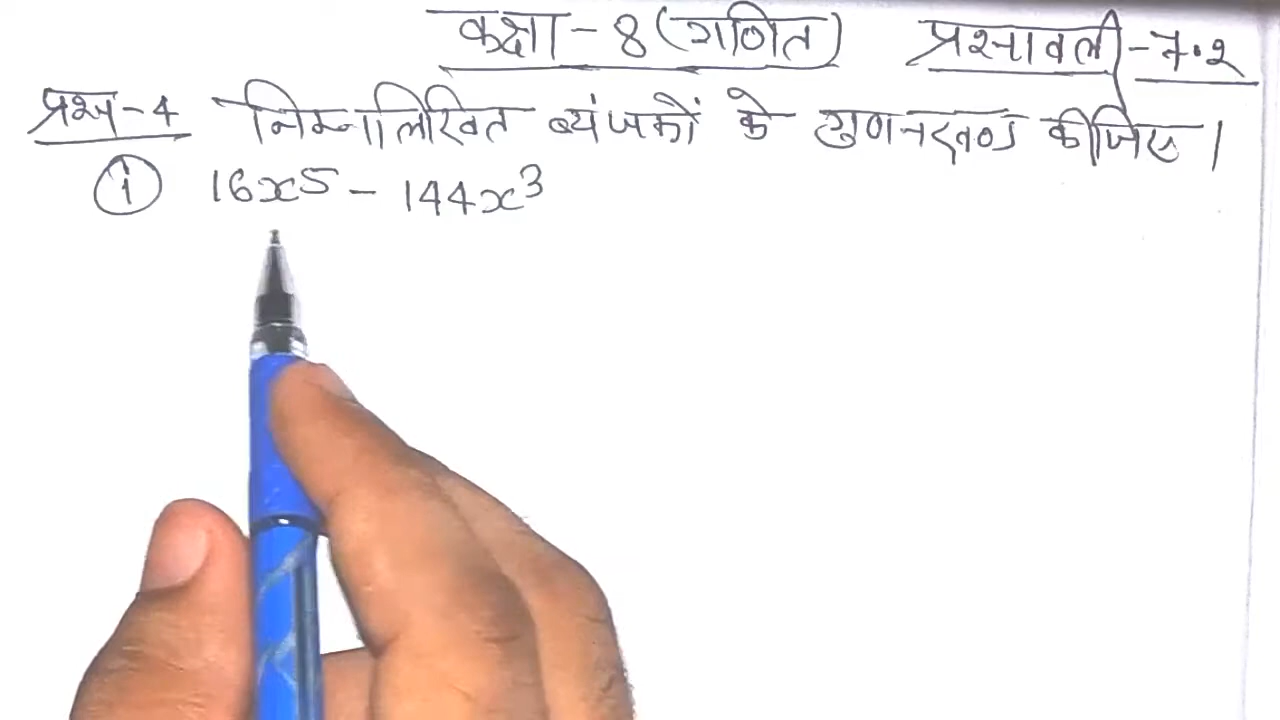 कक्षा - 8 (गणित) प्रश्नावली - 7.2
प्रश्न - 4 निम्नलिखित व्यंजकों के गुणनखण्ड कीजिए।
(i) 16x⁵ - 144x³